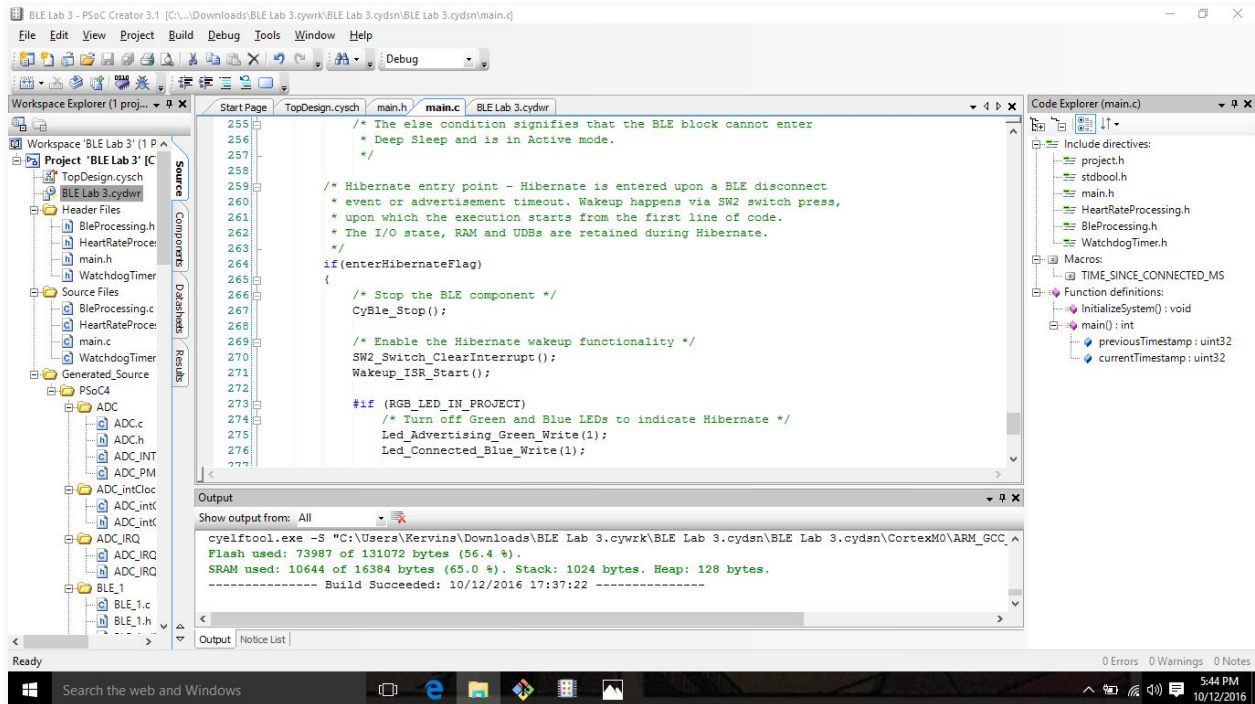 BLE Lab 3 - PSoC Creator 3.1 [C:\...\Downloads\BLE Lab 3.cywrk\BLE Lab 3.cydsn\BLE Lab 3.cydsn\main.c]
File Edit View Project Build Debug Tools Window Help
Debug
Workspace Explorer (1 proj...
Workspace 'BLE Lab 3' (1 P
Project 'BLE Lab 3' [C
TopDesign.cysch
BLE Lab 3.cydwr
Header Files
BleProcessing.h
HeartRateProce
main.h
WatchdogTimer
Source Files
BleProcessing.c
HeartRateProce
main.c
WatchdogTimer
Generated_Source
PSoC4
ADC
ADC.c
ADC.h
ADC_INT
ADC_PM
ADC_intCloc
ADC_intC
ADC_intC
ADC_IRQ
ADC_IRQ
ADC_IRQ
BLE_1
BLE_1.c
BLE_1.h
Source
Components
Datasheets
Results
Start Page TopDesign.cysch main.h main.c BLE Lab 3.cydwr
255 /* The else condition signifies that the BLE block cannot enter
256 * Deep Sleep and is in Active mode.
257 */
258
259 /* Hibernate entry point - Hibernate is entered upon a BLE disconnect
260 * event or advertisement timeout. Wakeup happens via SW2 switch press,
261 * upon which the execution starts from the first line of code.
262 * The I/O state, RAM and UDBs are retained during Hibernate.
263 */
264 if(enterHibernateFlag)
265 {
266 /* Stop the BLE component */
267 CyBle_Stop();
268
269 /* Enable the Hibernate wakeup functionality */
270 SW2_Switch_ClearInterrupt();
271 Wakeup_ISR_Start();
272
273 #if (RGB_LED_IN_PROJECT)
274 /* Turn off Green and Blue LEDs to indicate Hibernate */
275 Led_Advertising_Green_Write(1);
276 Led_Connected_Blue_Write(1);
277
Output
Show output from: All
cyelftool.exe -S "C:\Users\Kervins\Downloads\BLE Lab 3.cywrk\BLE Lab 3.cydsn\BLE Lab 3.cydsn\CortexM0\ARM_GCC_
Flash used: 73987 of 131072 bytes (56.4 %).
SRAM used: 10644 of 16384 bytes (65.0 %). Stack: 1024 bytes. Heap: 128 bytes.
--------------- Build Succeeded: 10/12/2016 17:37:22 ---------------
Output Notice List
Code Explorer (main.c)
Include directives:
project.h
stdbool.h
main.h
HeartRateProcessing.h
BleProcessing.h
WatchdogTimer.h
Macros:
TIME_SINCE_CONNECTED_MS
Function definitions:
InitializeSystem() : void
main() : int
previousTimestamp : uint32
currentTimestamp : uint32
Ready
0 Errors 0 Warnings 0 Notes
Search the web and Windows
5:44 PM
10/12/2016